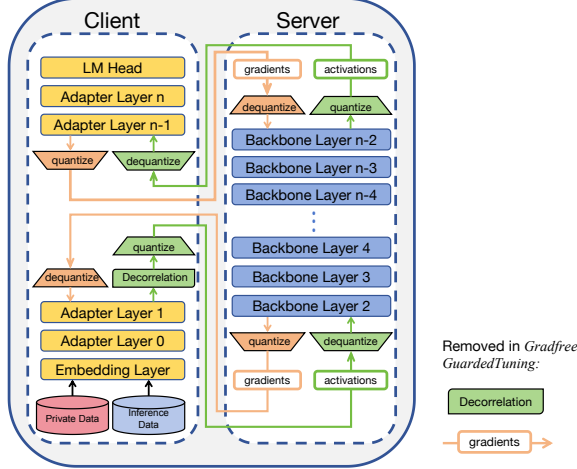 Client
Server
LM Head
Adapter Layer n
Adapter Layer n-1
quantize
dequantize
gradients
activations
dequantize
quantize
Backbone Layer n-2
Backbone Layer n-3
Backbone Layer n-4
Backbone Layer 4
Backbone Layer 3
Backbone Layer 2
quantize
dequantize
gradients
activations
quantize
dequantize
Decorrelation
Adapter Layer 1
Adapter Layer 0
Embedding Layer
Private Data
Inference
Data
Removed in Gradfree
GuardedTuning:
Decorrelation
gradients